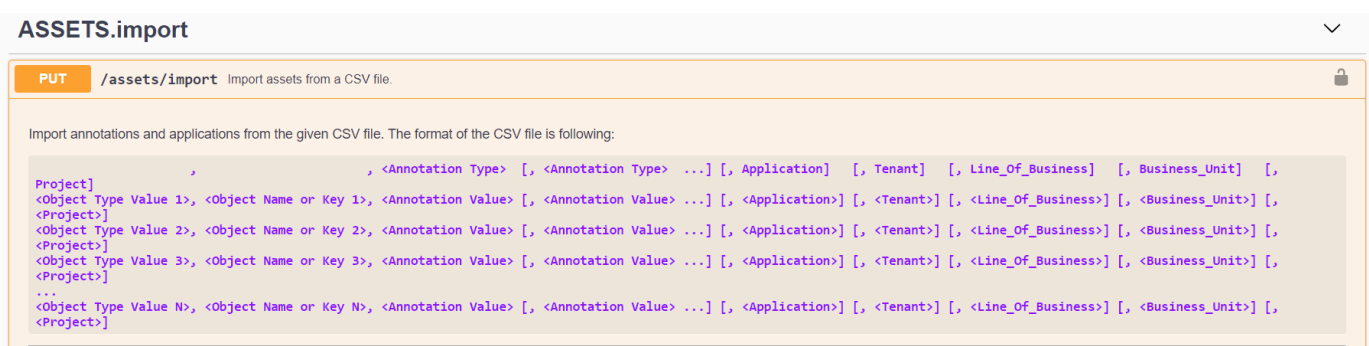 ASSETS.import
PUT /assets/import Import assets from a CSV file.
Import annotations and applications from the given CSV file. The format of the CSV file is following:
, , <Annotation Type> [, <Annotation Type> ...] [, Application] [, Tenant] [, Line_Of_Business] [, Business_Unit] [,
Project]
<Object Type Value 1>, <Object Name or Key 1>, <Annotation Value> [, <Annotation Value> ...] [, <Application>] [, <Tenant>] [, <Line_Of_Business>] [, <Business_Unit>] [,
<Project>]
<Object Type Value 2>, <Object Name or Key 2>, <Annotation Value> [, <Annotation Value> ...] [, <Application>] [, <Tenant>] [, <Line_Of_Business>] [, <Business_Unit>] [,
<Project>]
<Object Type Value 3>, <Object Name or Key 3>, <Annotation Value> [, <Annotation Value> ...] [, <Application>] [, <Tenant>] [, <Line_Of_Business>] [, <Business_Unit>] [,
<Project>]
...
<Object Type Value N>, <Object Name or Key N>, <Annotation Value> [, <Annotation Value> ...] [, <Application>] [, <Tenant>] [, <Line_Of_Business>] [, <Business_Unit>] [,
<Project>]